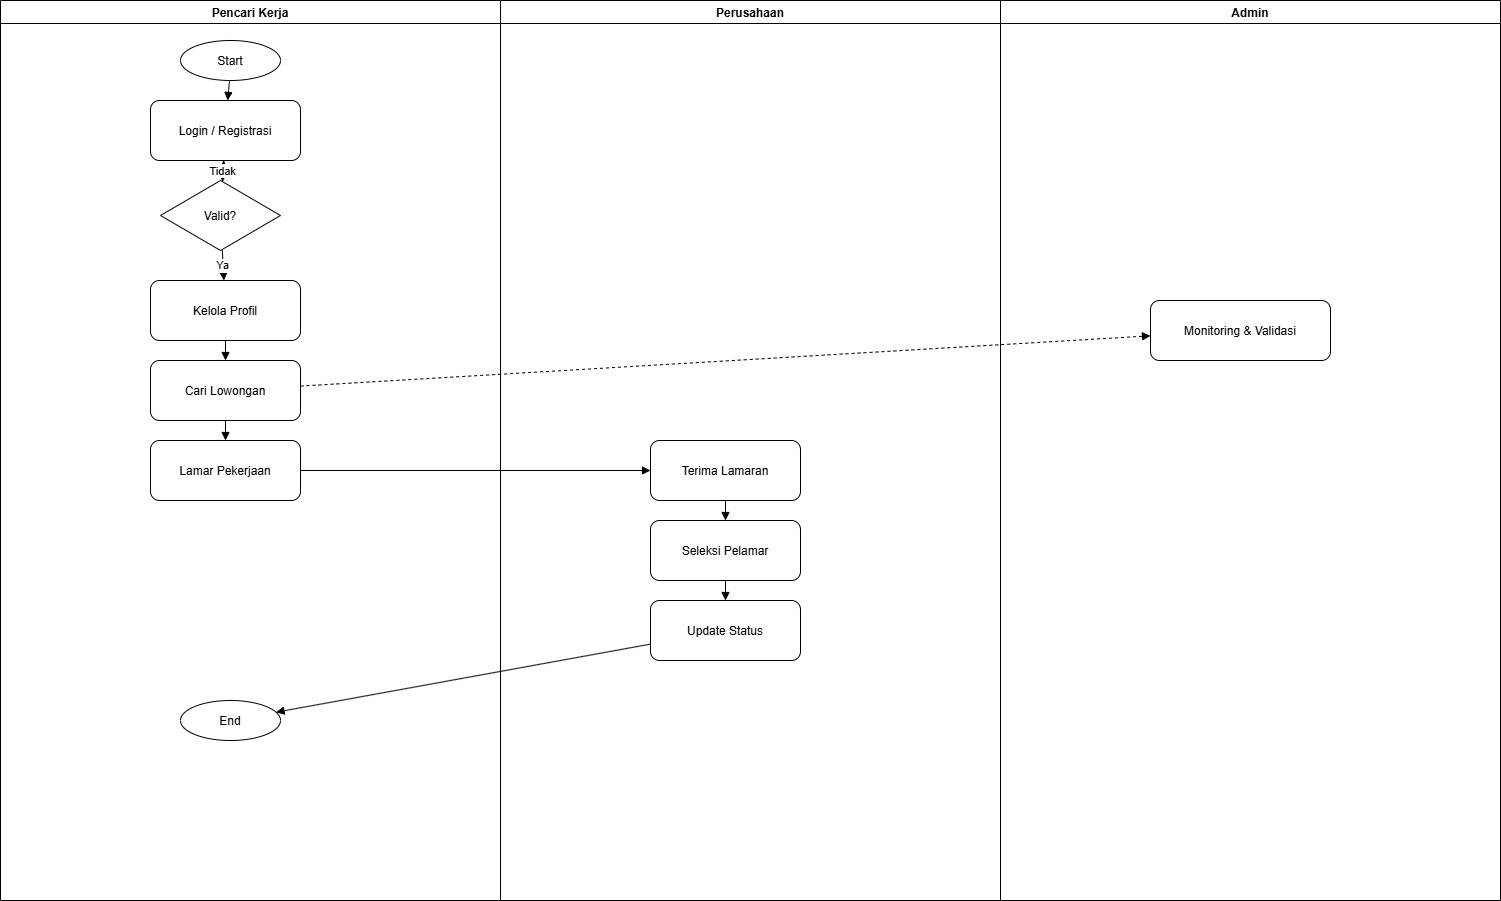 Pencari Kerja
Perusahaan
Admin
Start
Login / Registrasi
Tidak
Valid?
Ya
Kelola Profil
Monitoring & Validasi
Cari Lowongan
Lamar Pekerjaan
Terima Lamaran
Seleksi Pelamar
Update Status
End